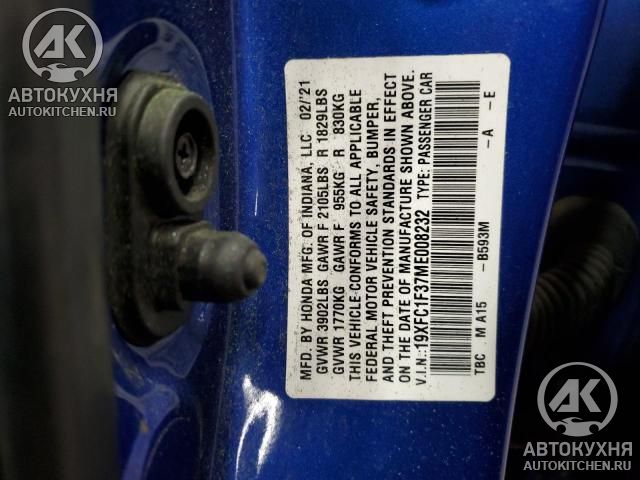 AK
АВТОКУХНЯ
AUTOKITCHEN.RU
MFD. BY HONDA MFG. OF INDIANA, LLC 02/'21
GVWR 3902LBS GAWR F 2105LBS R 1829LBS
GVWR 1770KG GAWR F 955KG R 830KG
THIS VEHICLE CONFORMS TO ALL APPLICABLE
FEDERAL MOTOR VEHICLE SAFETY, BUMPER,
AND THEFT PREVENTION STANDARDS IN EFFECT
ON THE DATE OF MANUFACTURE SHOWN ABOVE.
V.I.N.: 19XFC1F37ME008232 TYPE: PASSENGER CAR
TBC M A15 -B593M -A -E
AK
АВТОКУХНЯ
AUTOKITCHEN.RU